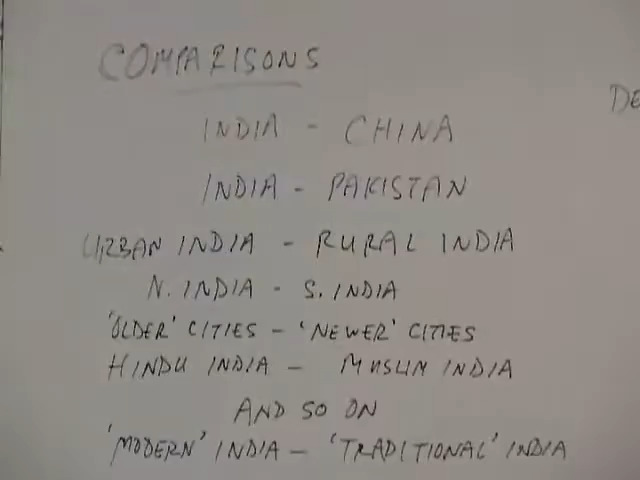 COMPARISONS
INDIA - CHINA
DE
INDIA - PAKISTAN
URBAN INDIA - RURAL INDIA
N. INDIA - S. INDIA
'OLDER' CITIES - 'NEWER' CITIES
HINDU INDIA - MUSLIM INDIA
AND SO ON
'MODERN' INDIA - 'TRADITIONAL' INDIA